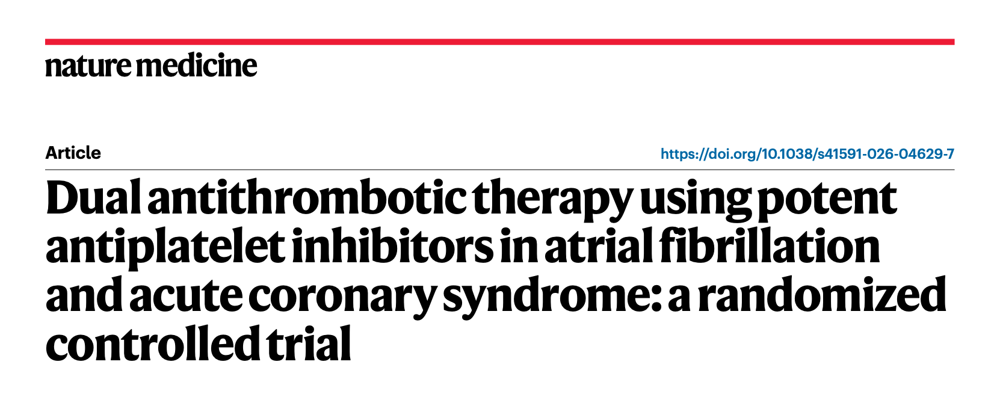 nature medicine
Article
https://doi.org/10.1038/s41591-026-04629-7
Dual antithrombotic therapy using potent
antiplatelet inhibitors in atrial fibrillation
and acute coronary syndrome: a randomized
controlled trial